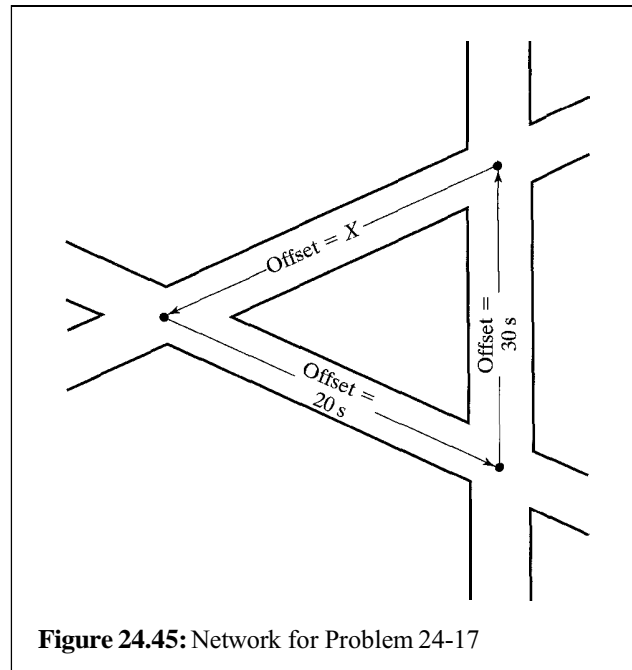 Offset = X
Offset =
30 s
Offset =
20 s
Figure 24.45: Network for Problem 24-17